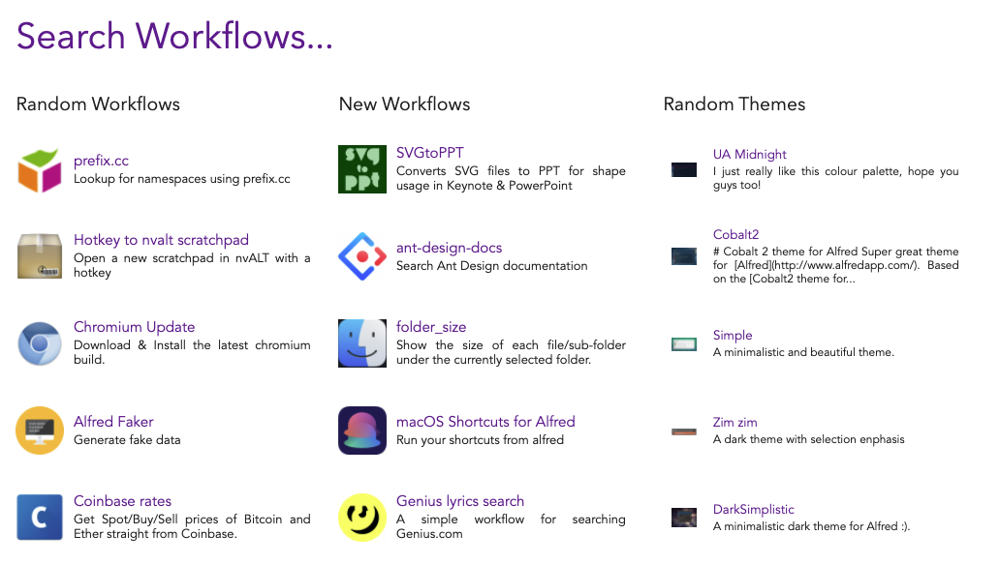 Search Workflows...
Random Workflows
prefix.cc
Lookup for namespaces using prefix.cc
Hotkey to nvalt scratchpad
Open a new scratchpad in nvALT with a
hotkey
Chromium Update
Download & Install the latest chromium
build.
Alfred Faker
Generate fake data
C
Coinbase rates
Get Spot/Buy/Sell prices of Bitcoin and
Ether straight from Coinbase.
New Workflows
svg
to
ppt
SVGtoPPT
Converts SVG files to PPT for shape
usage in Keynote & PowerPoint
ant-design-docs
Search Ant Design documentation
folder_size
Show the size of each file/sub-folder
under the currently selected folder.
macOS Shortcuts for Alfred
Run your shortcuts from alfred
Genius lyrics search
A simple workflow for searching
Genius.com
Random Themes
UA Midnight
I just really like this colour palette, hope you
guys too!
Cobalt2
# Cobalt 2 theme for Alfred Super great theme
for [Alfred](http://www.alfredapp.com/). Based
on the [Cobalt2 theme for...
Simple
A minimalistic and beautiful theme.
Zim zim
A dark theme with selection enphasis
DarkSimplistic
A minimalistic dark theme for Alfred :).